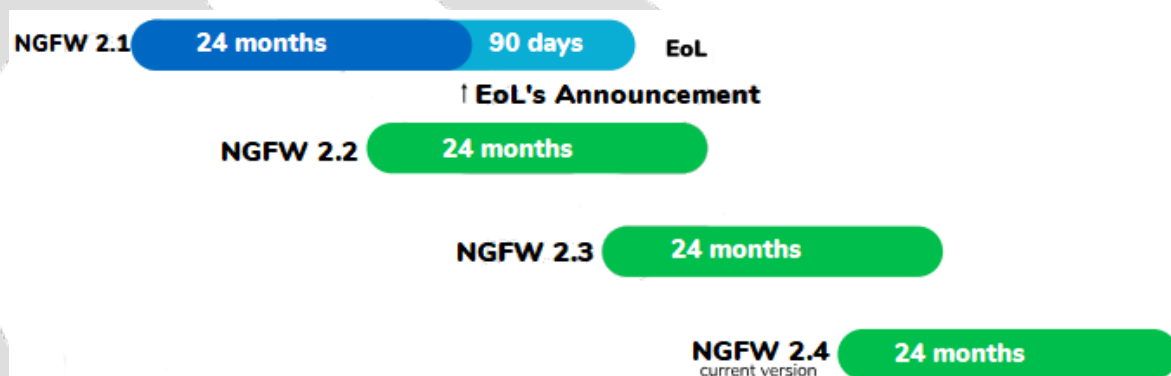 NGFW 2.1 24 months 90 days EoL
↑ EoL's Announcement
NGFW 2.2 24 months
NGFW 2.3 24 months
NGFW 2.4 24 months
current version